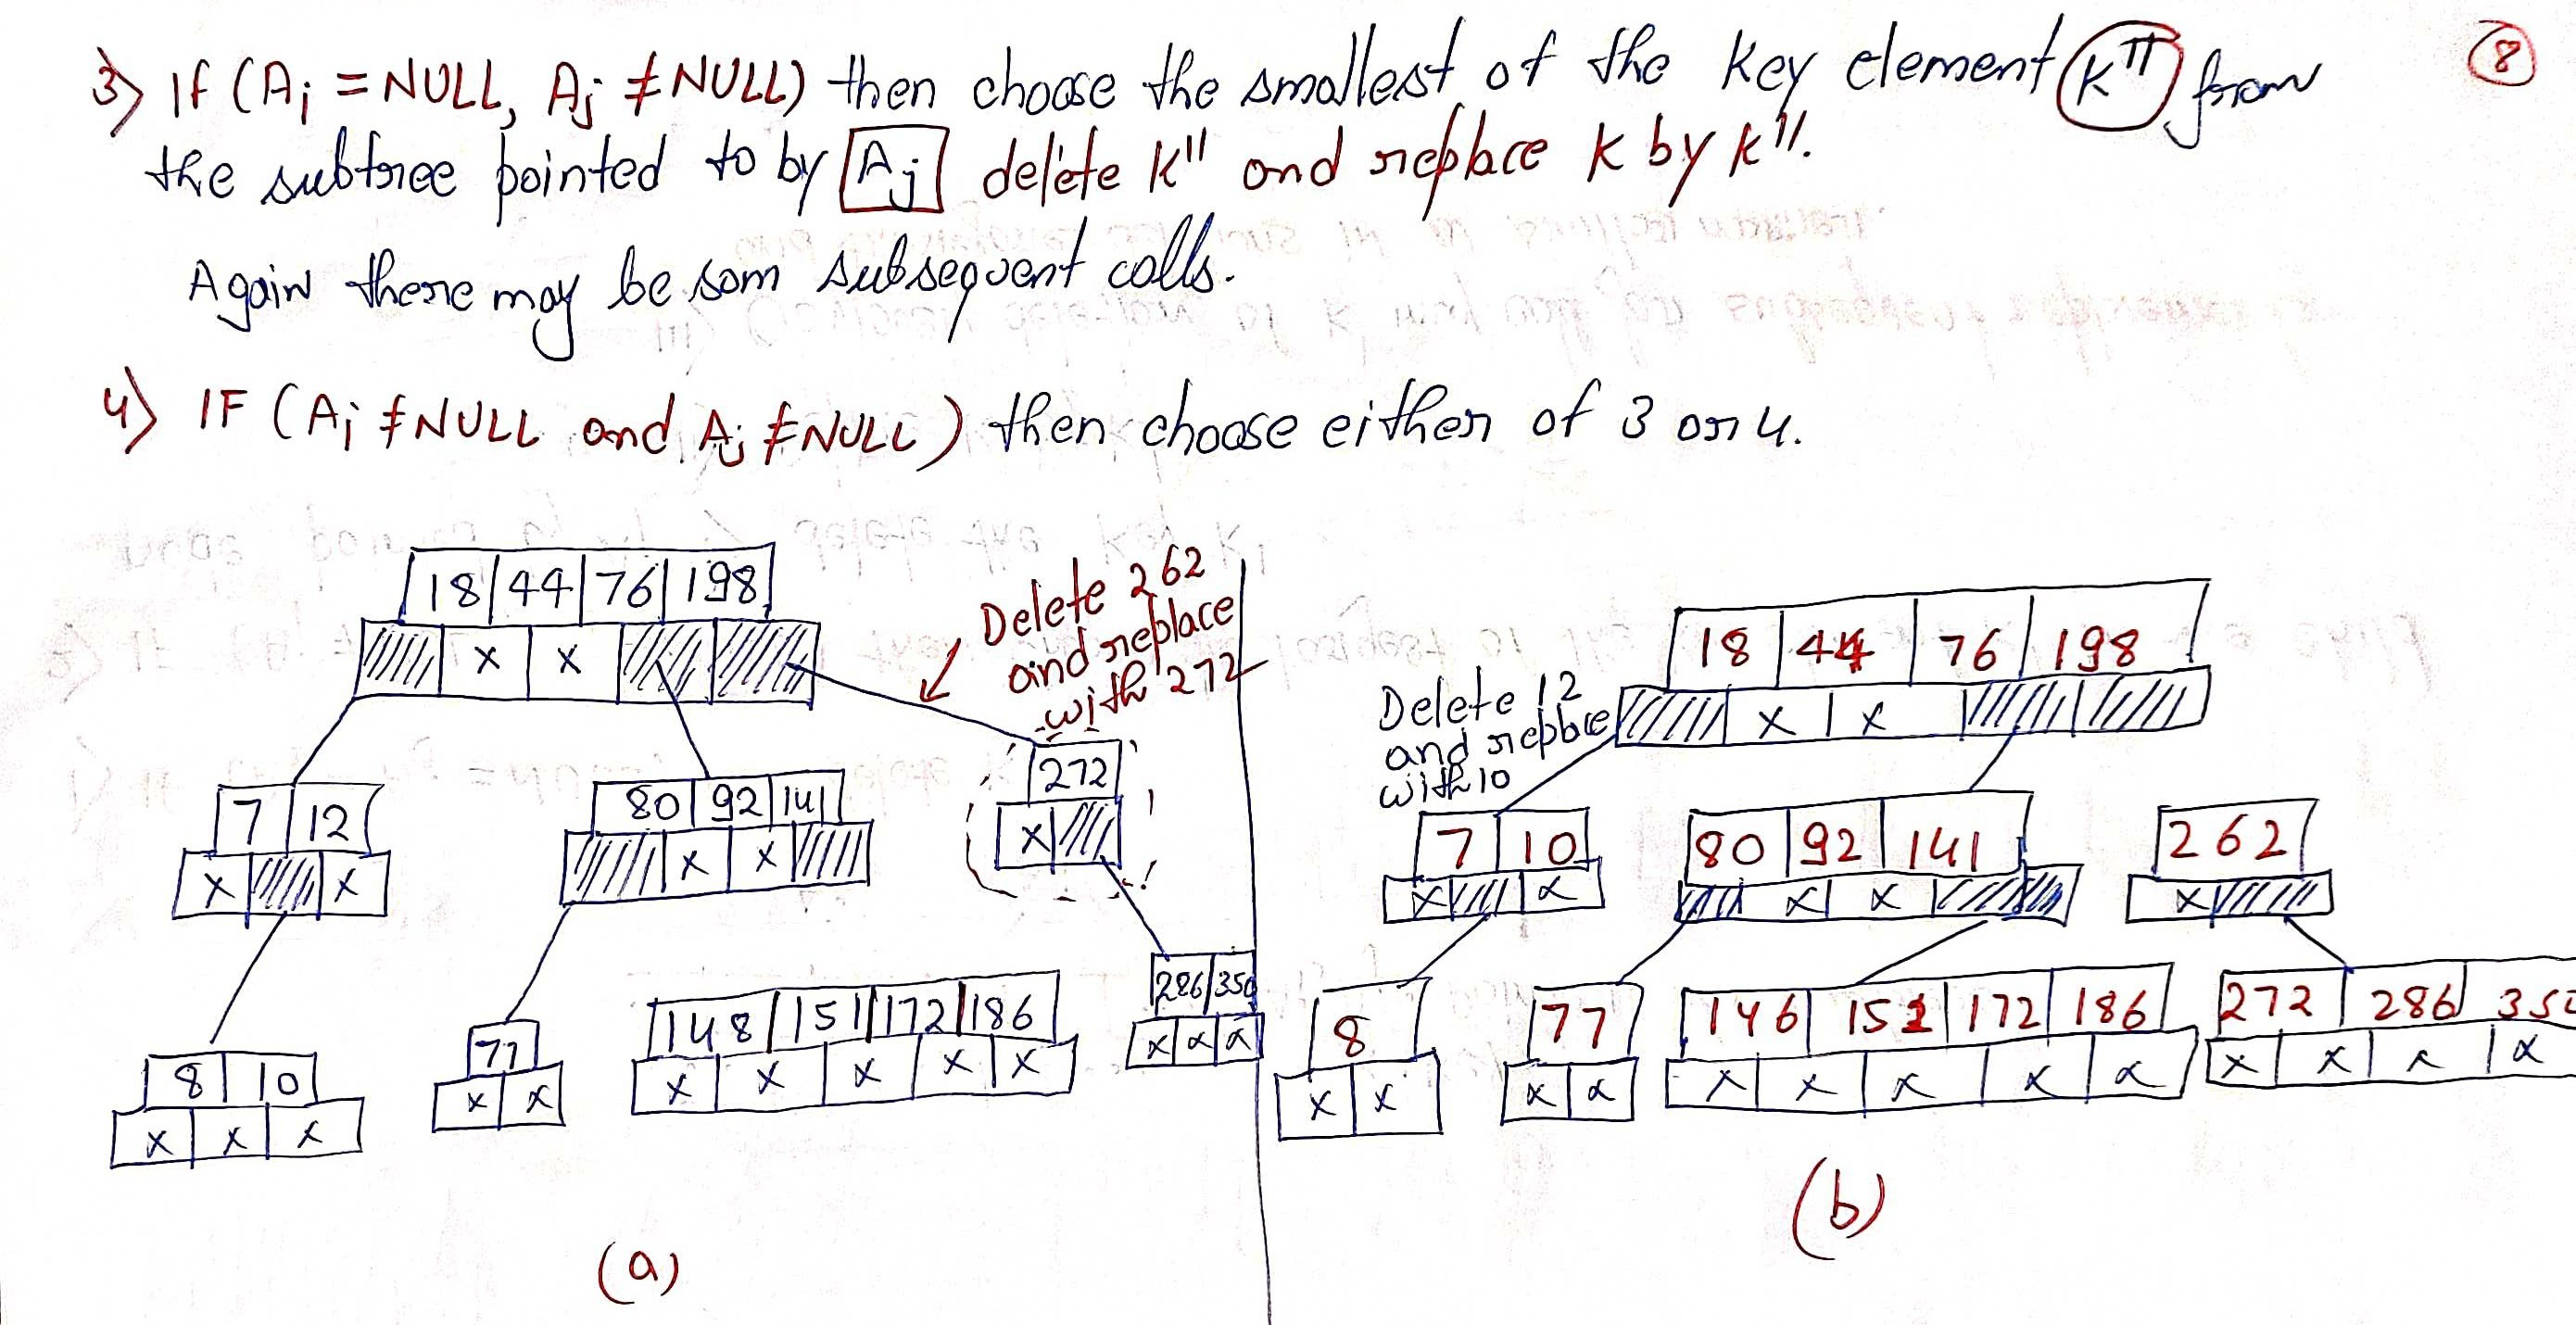 8
3) If (Ai = NULL, Aj ≠ NULL) then choose the smallest of the key element K" from
the subtree pointed to by Aj delete K" and replace K by K".
Again there may be som subsequent calls.
4) IF (Ai ≠ NULL and Aj ≠ NULL) then choose either of 3 or 4.
18 44 76 198
x x
Delete 262
and replace
with 272
7 12
x x
80 92 141
x x
272
x
8 10
x x x
77
x x
148 151 172 186
x x x x x
286 350
x x x
(a)
18 44 76 198
x x
Delete 12
and replace
with 10
7 10
x x
80 92 141
x x
262
x
8
x x
77
x x
146 151 172 186
x x x x x
272 286
x x x x
(b)